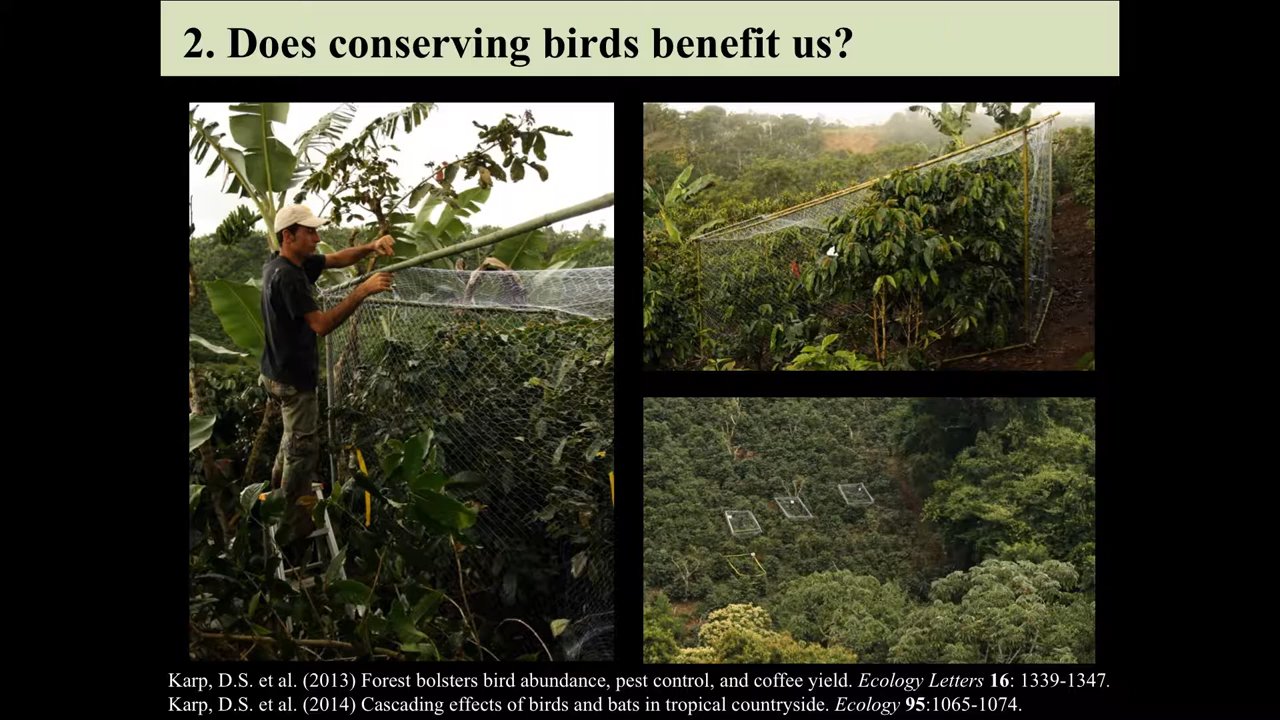 2. Does conserving birds benefit us?
Karp, D.S. et al. (2013) Forest bolsters bird abundance, pest control, and coffee yield. Ecology Letters 16: 1339-1347.
Karp, D.S. et al. (2014) Cascading effects of birds and bats in tropical countryside. Ecology 95:1065-1074.